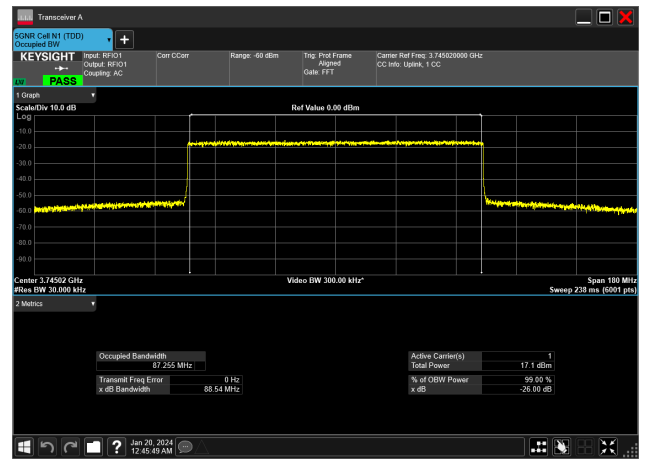 Transceiver A
5GNR Cell N1 (TDD)
Occupied BW
KEYSIGHT
LW PASS
Input: RFIO1
Output: RFIO1
Coupling: AC
Corr CCorr
Range: -60 dBm
Trig: Prot Frame
Aligned
Gate: FFT
Carrier Ref Freq: 3.745020000 GHz
CC Info: Uplink, 1 CC
1 Graph
Scale/Div 10.0 dB
Ref Value 0.00 dBm
Log
-10.0
-20.0
-30.0
-40.0
-50.0
-60.0
-70.0
-80.0
-90.0
Center 3.74502 GHz
Video BW 300.00 kHz*
Span 180 MHz
#Res BW 30.000 kHz
Sweep 238 ms (6001 pts)
2 Metrics
Occupied Bandwidth
87.255 MHz
Transmit Freq Error 0 Hz
x dB Bandwidth 88.54 MHz
Active Carrier(s) 1
Total Power 17.1 dBm
% of OBW Power 99.00 %
x dB -26.00 dB
Jan 20, 2024
12:45:49 AM